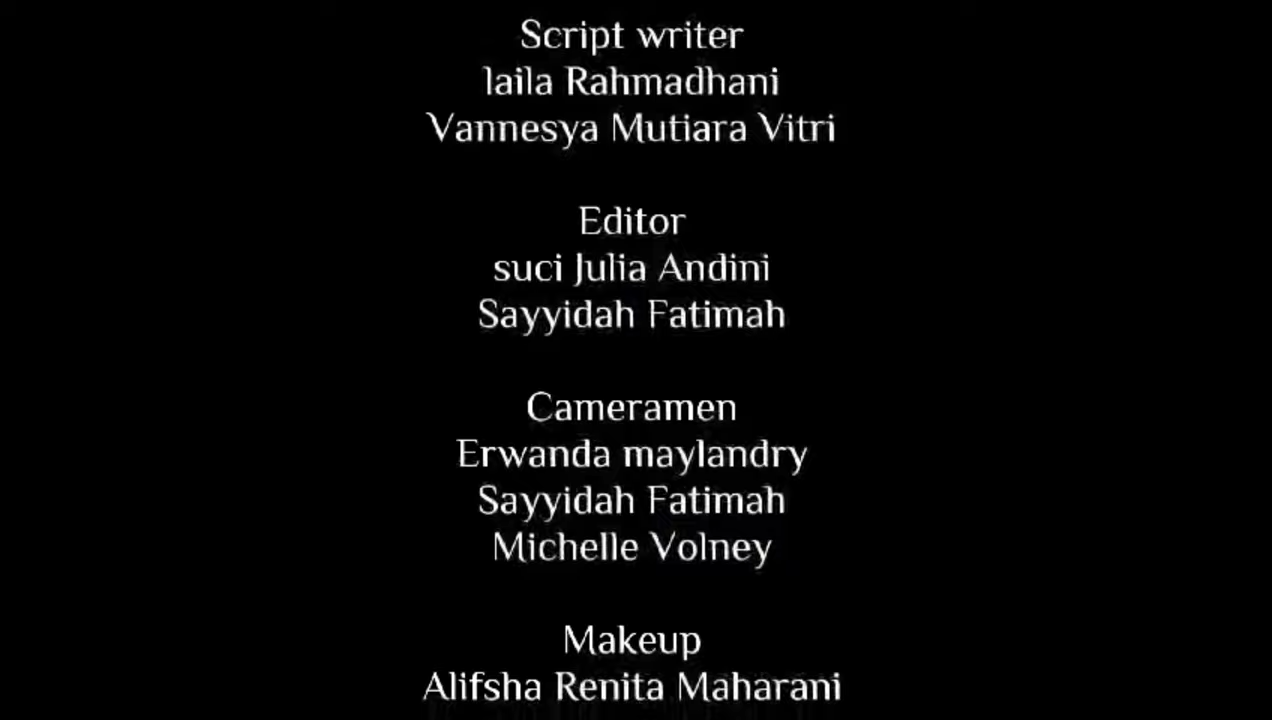 Script writer
laila Rahmadhani
Vannesya Mutiara Vitri
Editor
suci Julia Andini
Sayyidah Fatimah
Cameramen
Erwanda maylandry
Sayyidah Fatimah
Michelle Volney
Makeup
Alifsha Renita Maharani